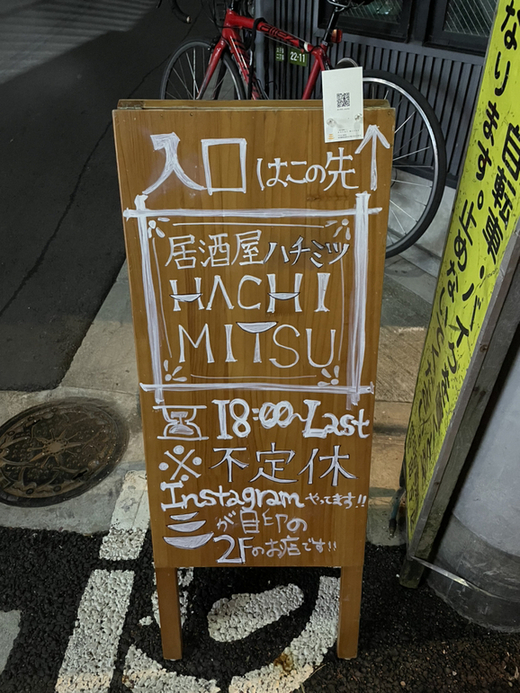 22-11
入口はこの先↑
居酒屋ハチミツ
HACHI
MITSU
18:00~Last
※不定休
Instagramやってます!!
が目印の
2Fのお店です!!